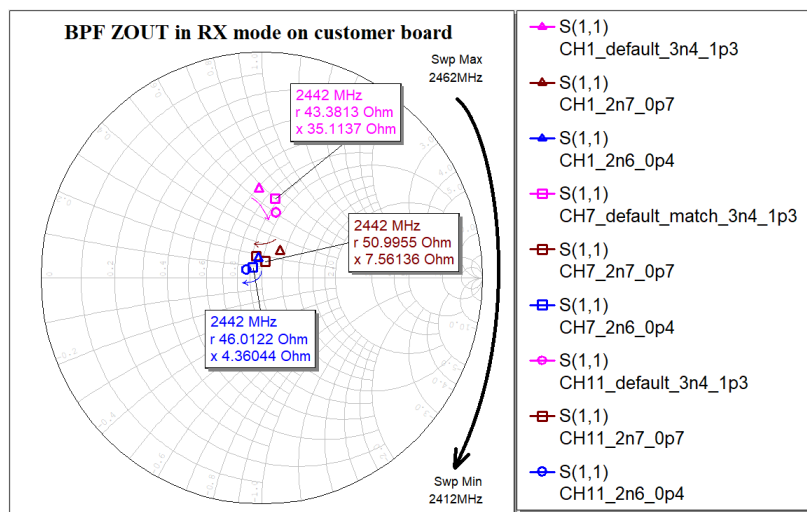 BPF ZOUT in RX mode on customer board
Swp Max
2462MHz
2442 MHz
r 43.3813 Ohm
x 35.1137 Ohm
2442 MHz
r 50.9955 Ohm
x 7.56136 Ohm
2442 MHz
r 46.0122 Ohm
x 4.36044 Ohm
Swp Min
2412MHz
S(1,1)
CH1_default_3n4_1p3
S(1,1)
CH1_2n7_0p7
S(1,1)
CH1_2n6_0p4
S(1,1)
CH7_default_match_3n4_1p3
S(1,1)
CH7_2n7_0p7
S(1,1)
CH7_2n6_0p4
S(1,1)
CH11_default_3n4_1p3
S(1,1)
CH11_2n7_0p7
S(1,1)
CH11_2n6_0p4